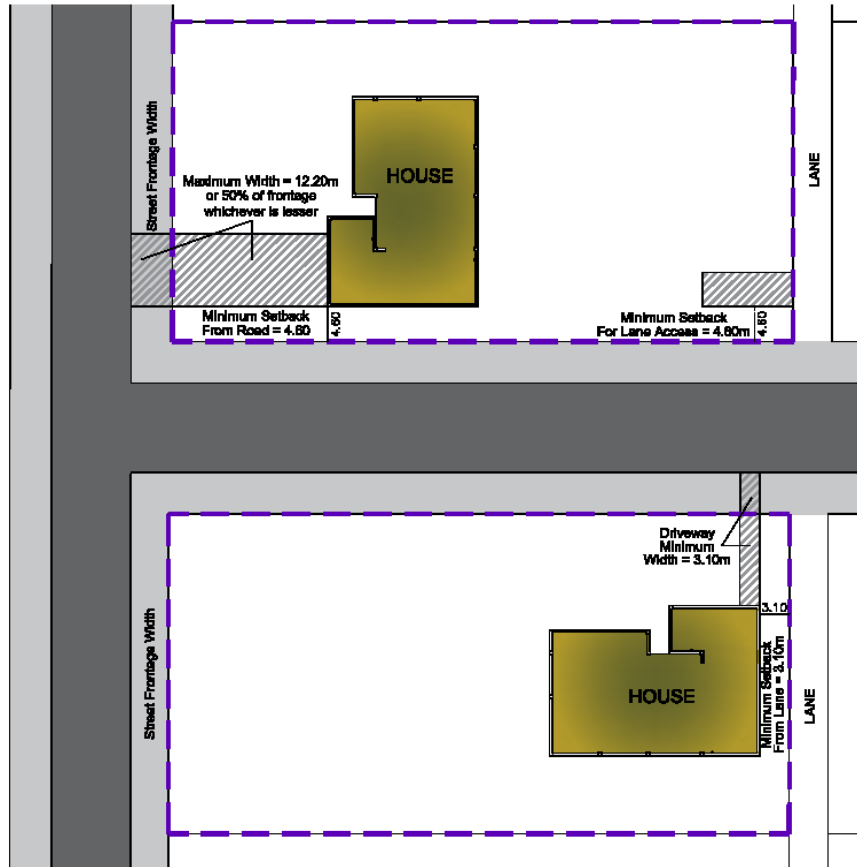 Street Frontage Width
HOUSE
LANE
Maximum Width = 12.20m
or 50% of frontage
whichever is lesser
Minimum Setback
From Road = 4.60
4.60
Minimum Setback
For Lane Access = 4.60m
4.60
Driveway
Minimum
Width = 3.10m
3.10
Street Frontage Width
HOUSE
Minimum Setback
From Lane = 3.10m
LANE